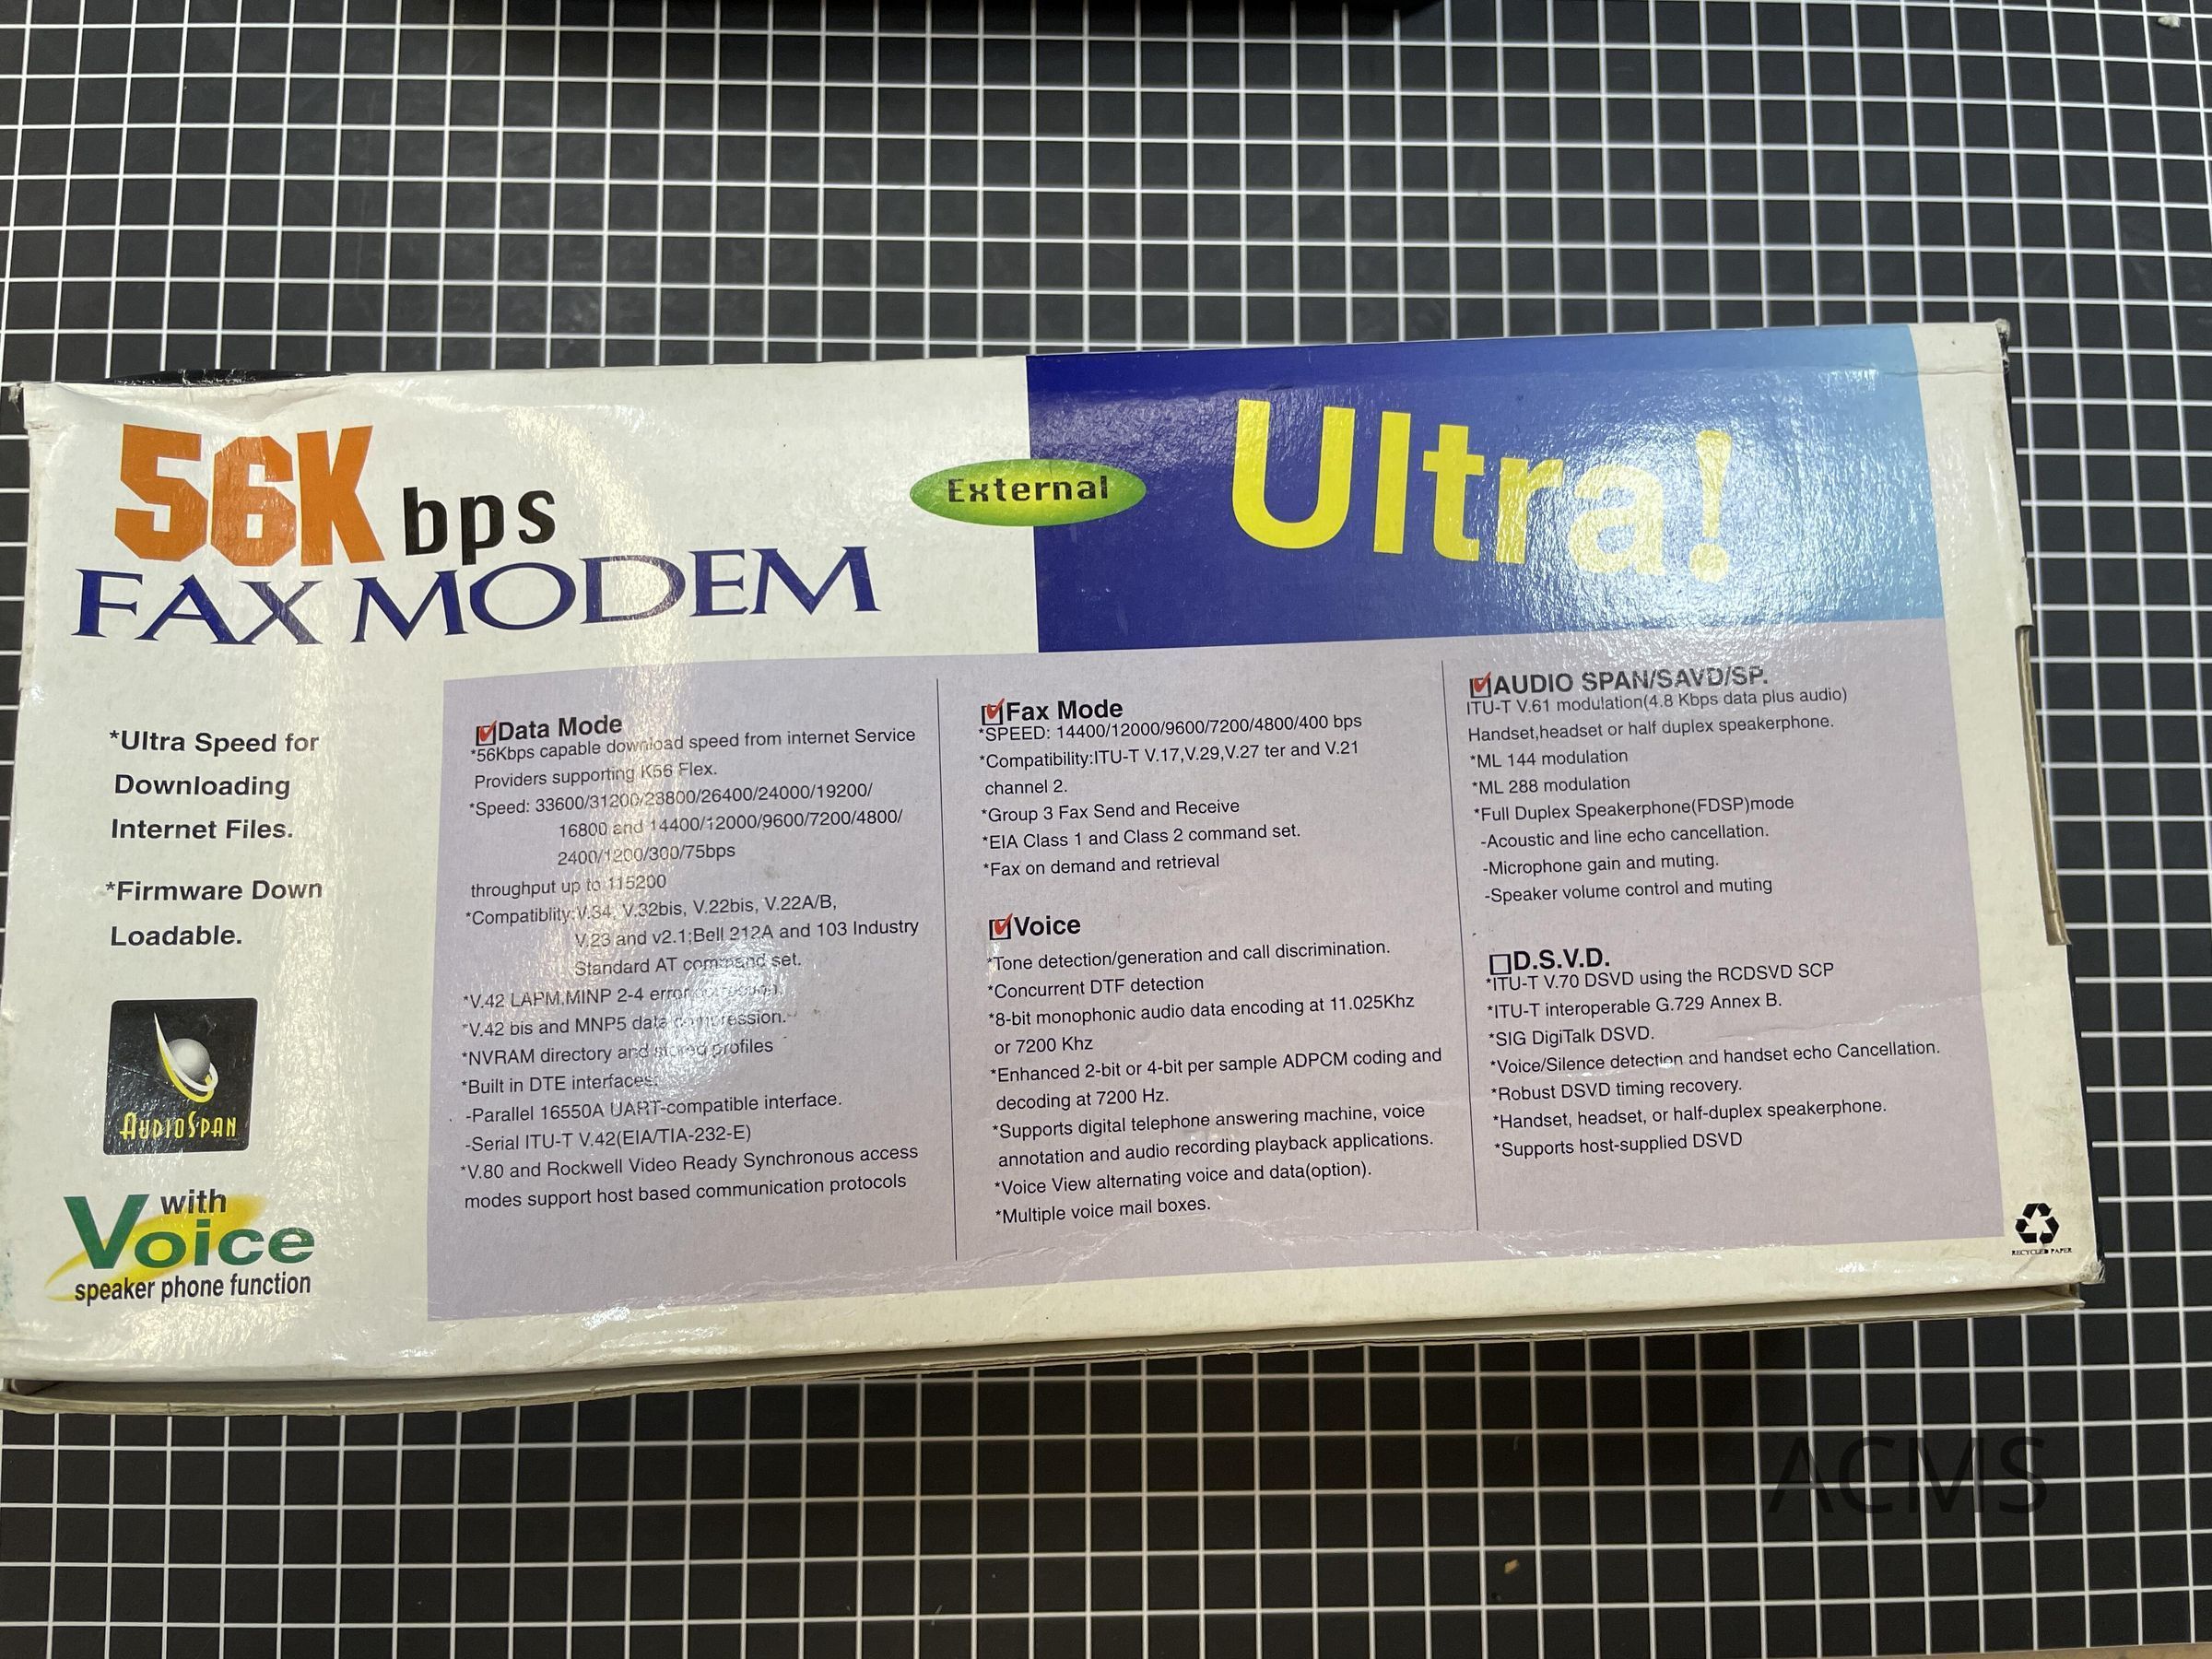 56K bps
FAX MODEM
External
Ultra!
*Ultra Speed for
Downloading
Internet Files.
*Firmware Down
Loadable.
AUDIOSPAN
with
Voice
speaker phone function
Data Mode
*56Kbps capable download speed from internet Service
Providers supporting K56 Flex.
*Speed: 33600/31200/28800/26400/24000/19200/
16800 and 14400/12000/9600/7200/4800/
2400/1200/300/75bps
throughput up to 115200
*Compatiblity:V.34, V.32bis, V.22bis, V.22A/B,
V.23 and v2.1;Bell 212A and 103 Industry
Standard AT command set.
*V.42 LAPM,MINP 2-4 error
*V.42 bis and MNP5 data compression.
*NVRAM directory and stored profiles
*Built in DTE interfaces:
-Parallel 16550A UART-compatible interface.
-Serial ITU-T V.42(EIA/TIA-232-E)
*V.80 and Rockwell Video Ready Synchronous access
modes support host based communication protocols
Fax Mode
*SPEED: 14400/12000/9600/7200/4800/400 bps
*Compatibility:ITU-T V.17,V.29,V.27 ter and V.21
channel 2.
*Group 3 Fax Send and Receive
*EIA Class 1 and Class 2 command set.
*Fax on demand and retrieval
Voice
*Tone detection/generation and call discrimination.
*Concurrent DTF detection
*8-bit monophonic audio data encoding at 11.025Khz
or 7200 Khz
*Enhanced 2-bit or 4-bit per sample ADPCM coding and
decoding at 7200 Hz.
*Supports digital telephone answering machine, voice
annotation and audio recording playback applications.
*Voice View alternating voice and data(option).
*Multiple voice mail boxes.
AUDIO SPAN/SAVD/SP.
ITU-T V.61 modulation(4.8 Kbps data plus audio)
Handset,headset or half duplex speakerphone.
*ML 144 modulation
*ML 288 modulation
*Full Duplex Speakerphone(FDSP)mode
-Acoustic and line echo cancellation.
-Microphone gain and muting.
-Speaker volume control and muting
D.S.V.D.
*ITU-T V.70 DSVD using the RCDSVD SCP
*ITU-T interoperable G.729 Annex B.
*SIG DigiTalk DSVD.
*Voice/Silence detection and handset echo Cancellation.
*Robust DSVD timing recovery.
*Handset, headset, or half-duplex speakerphone.
*Supports host-supplied DSVD
RECYCLED PAPER
ACMS